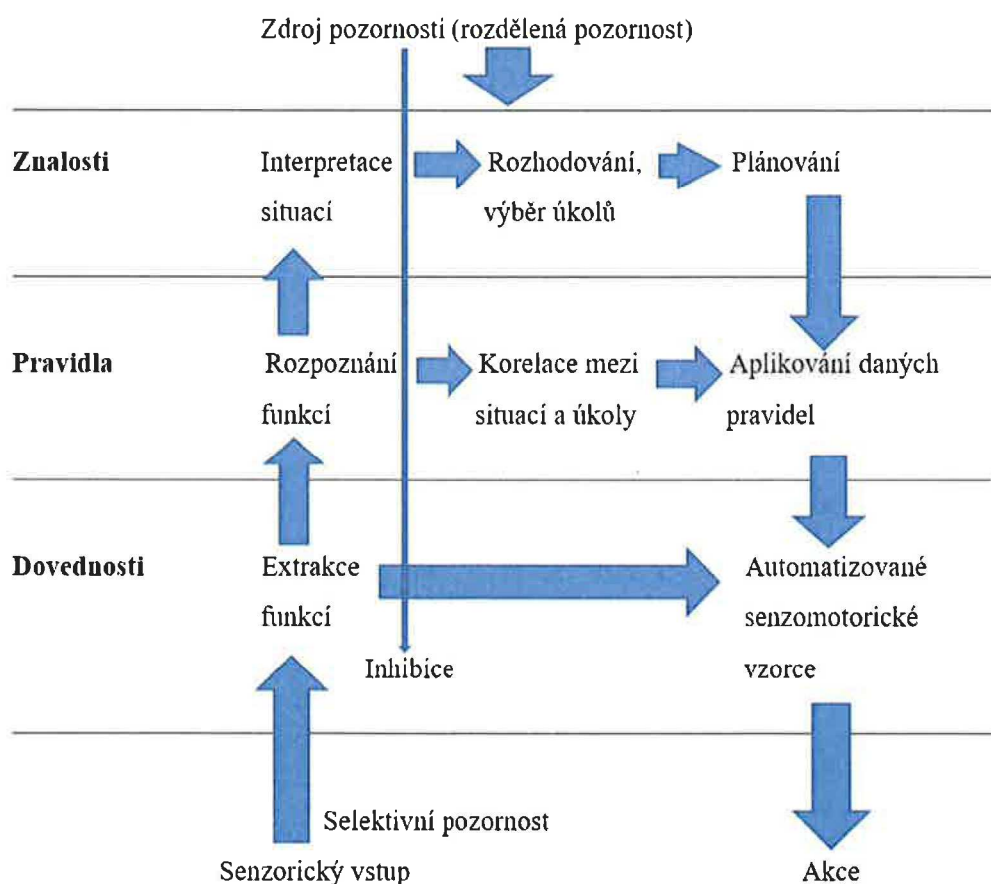 Zdroj pozornosti (rozdělená pozornost)
Znalosti
Interpretace
situací
Rozhodování,
výběr úkolů
Plánování
Pravidla
Rozpoznání
funkcí
Korelace mezi
situací a úkoly
Aplikování daných
pravidel
Dovednosti
Extrakce
funkcí
Automatizované
senzomotorické
vzorce
Inhibíce
Selektivní pozornost
Senzorický vstup
Akce